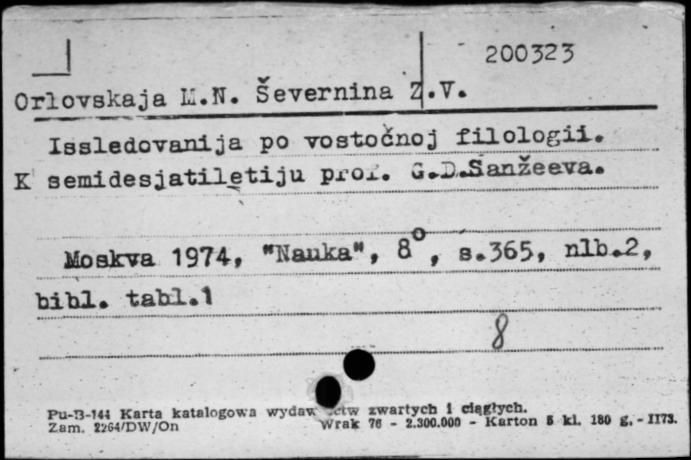 200323
Orlovskaja M.N. Ševernina Z.V.
Issledovanija po vostočnoj filologii.
K semidesjatiletiju prof. G.D.Sanžeeva.
Moskva 1974, "Nauka", 8°, s.365, nlb.2,
bibl. tabl.1
8
Pu-B-144 Karta katalogowa zwartych i ciągłych.
Zam. 2264/DW/On Wrak 76 - 2.300.000 - Karton 5 kl. 180 g. - II73.